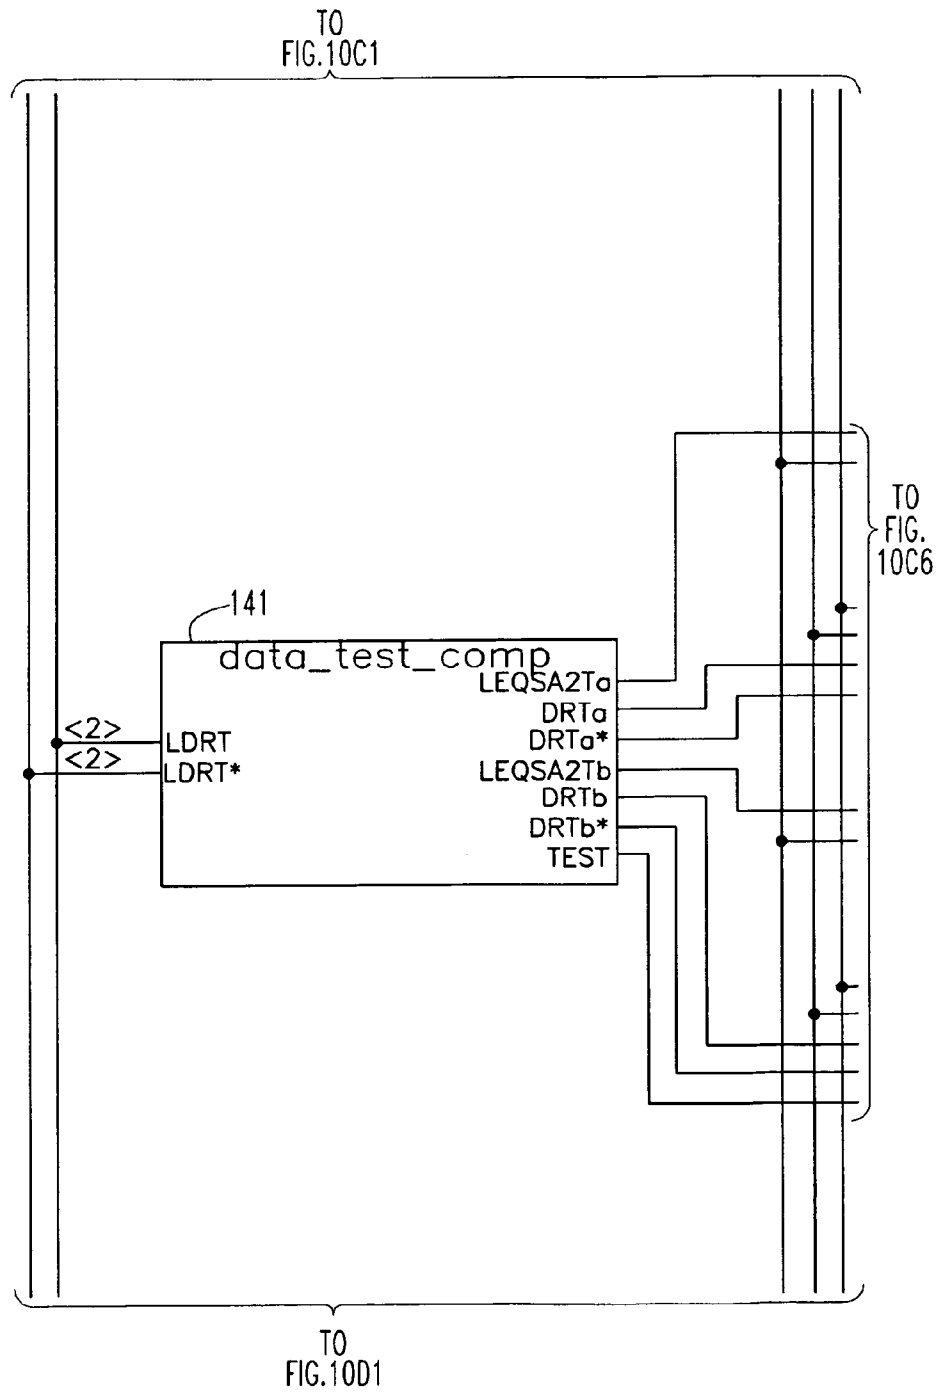 TO
FIG.10C1
TO
FIG.
10C6
141
data_test_comp
LEQSA2Ta
DRTa
<2>
LDRT
DRTa*
<2>
LDRT*
LEQSA2Tb
DRTb
DRTb*
TEST
TO
FIG.10D1